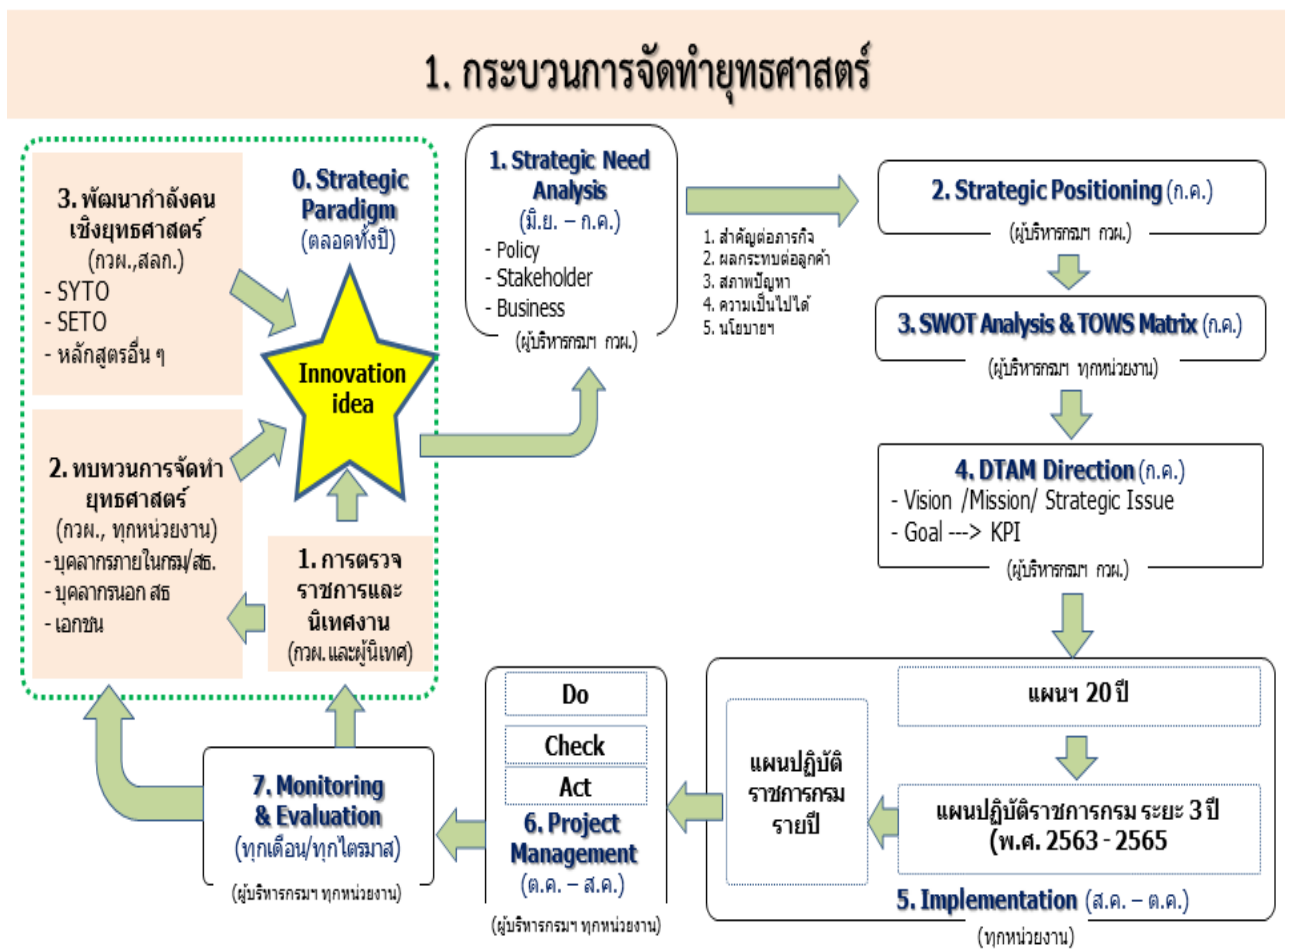 1. กระบวนการจัดทำยุทธศาสตร์
3. พัฒนากำลังคน
เชิงยุทธศาสตร์
(กวผ.,สลก.)
- SYTO
- SETO
- หลักสูตรอื่น ๆ
0. Strategic
Paradigm
(ตลอดทั้งปี)
Innovation
idea
2. ทบทวนการจัดทำ
ยุทธศาสตร์
(กวผ., ทุกหน่วยงาน)
- บุคลากรภายในกรม/สธ.
- บุคลากรนอก สธ
- เอกชน
1. การตรวจ
ราชการและ
นิเทศงาน
(กวผ. และผู้นิเทศ)
1. Strategic Need
Analysis
(มิ.ย. – ก.ค.)
- Policy
- Stakeholder
- Business
(ผู้บริหารกรมฯ กวผ.)
1. สำคัญต่อภารกิจ
2. ผลกระทบต่อลูกค้า
3. สภาพปัญหา
4. ความเป็นไปได้
5. นโยบายฯ
2. Strategic Positioning (ก.ค.)
(ผู้บริหารกรมฯ กวผ.)
3. SWOT Analysis & TOWS Matrix (ก.ค.)
(ผู้บริหารกรมฯ ทุกหน่วยงาน)
4. DTAM Direction (ก.ค.)
- Vision /Mission/ Strategic Issue
- Goal ---> KPI
(ผู้บริหารกรมฯ กวผ.)
แผนฯ 20 ปี
แผนปฏิบัติราชการกรม ระยะ 3 ปี
(พ.ศ. 2563 - 2565
แผนปฏิบัติ
ราชการกรม
รายปี
5. Implementation (ส.ค. – ต.ค.)
(ทุกหน่วยงาน)
Do
Check
Act
6. Project
Management
(ต.ค. – ส.ค.)
(ผู้บริหารกรมฯ ทุกหน่วยงาน)
7. Monitoring
& Evaluation
(ทุกเดือน/ทุกไตรมาส)
(ผู้บริหารกรมฯ ทุกหน่วยงาน)